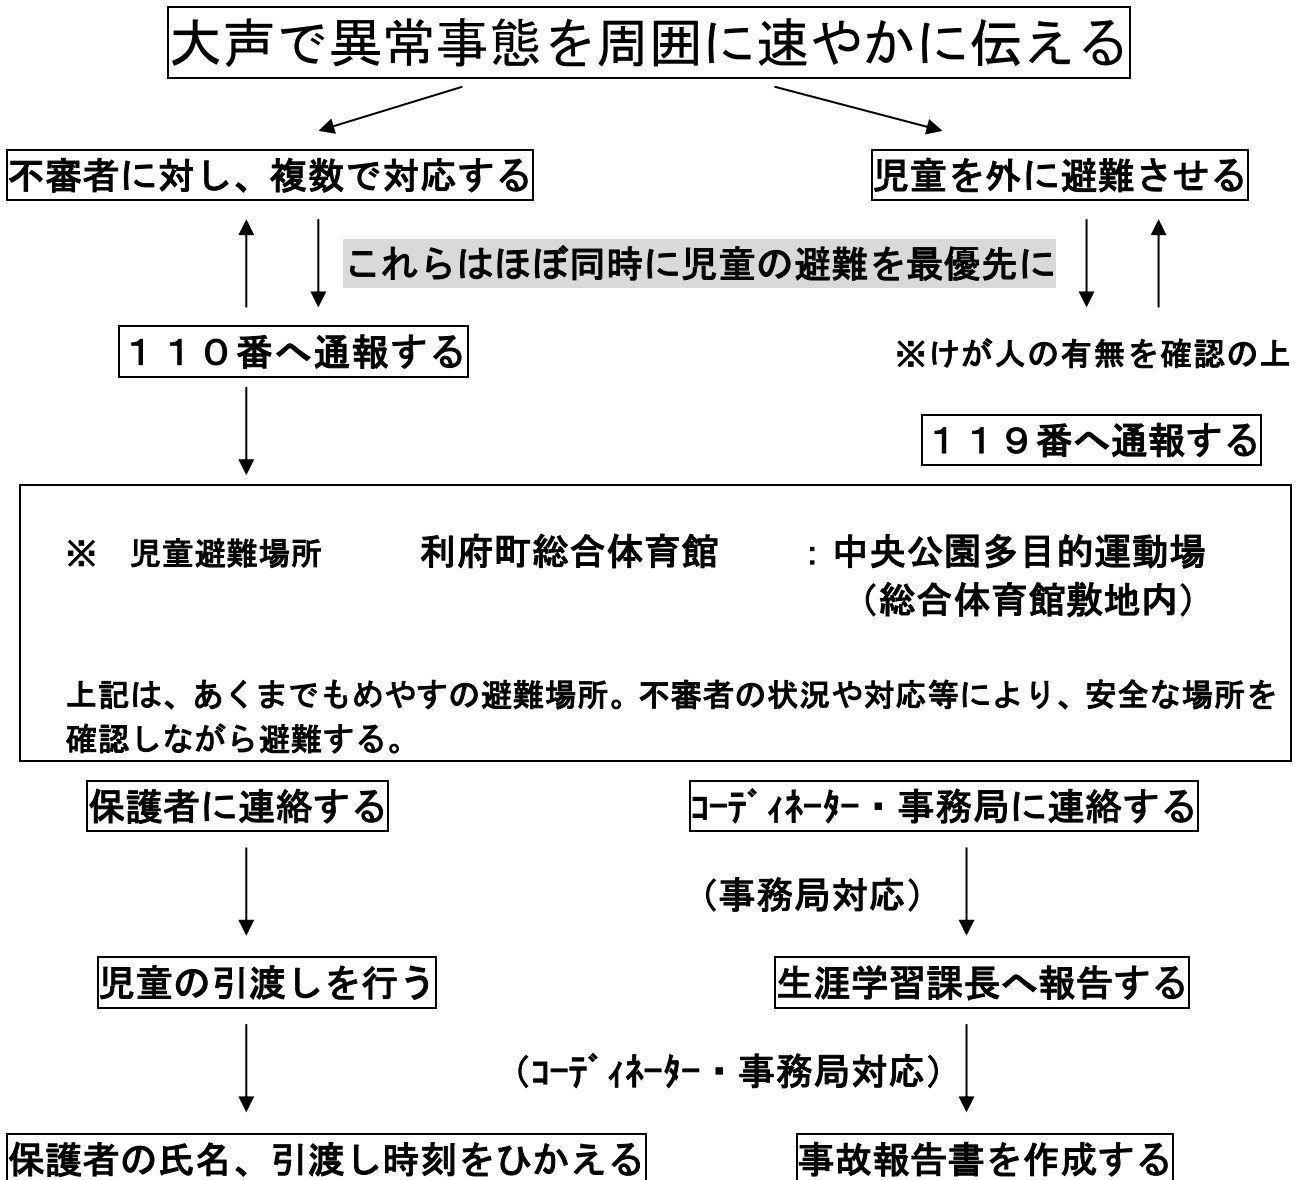 大声で異常事態を周囲に速やかに伝える
不審者に対し、複数で対応する
児童を外に避難させる
これらはほぼ同時に児童の避難を最優先に
１１０番へ通報する
※けが人の有無を確認の上
１１９番へ通報する
※　児童避難場所　　　利府町総合体育館　　：中央公園多目的運動場
（総合体育館敷地内）
上記は、あくまでもめやすの避難場所。不審者の状況や対応等により、安全な場所を
確認しながら避難する。
保護者に連絡する
ｺｰﾃﾞｨﾈｰﾀｰ・事務局に連絡する
（事務局対応）
児童の引渡しを行う
生涯学習課長へ報告する
（ｺｰﾃﾞｨﾈｰﾀｰ・事務局対応）
保護者の氏名、引渡し時刻をひかえる
事故報告書を作成する